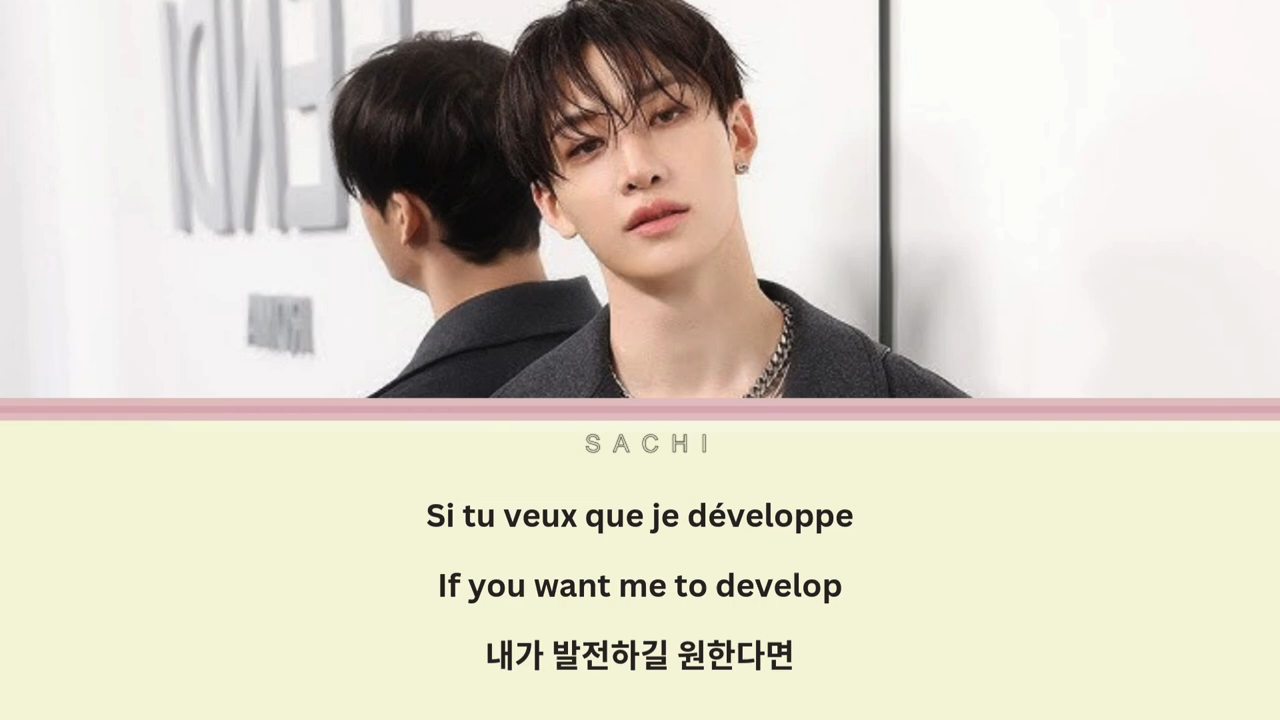 SACHI
Si tu veux que je développe
If you want me to develop
내가 발전하길 원한다면